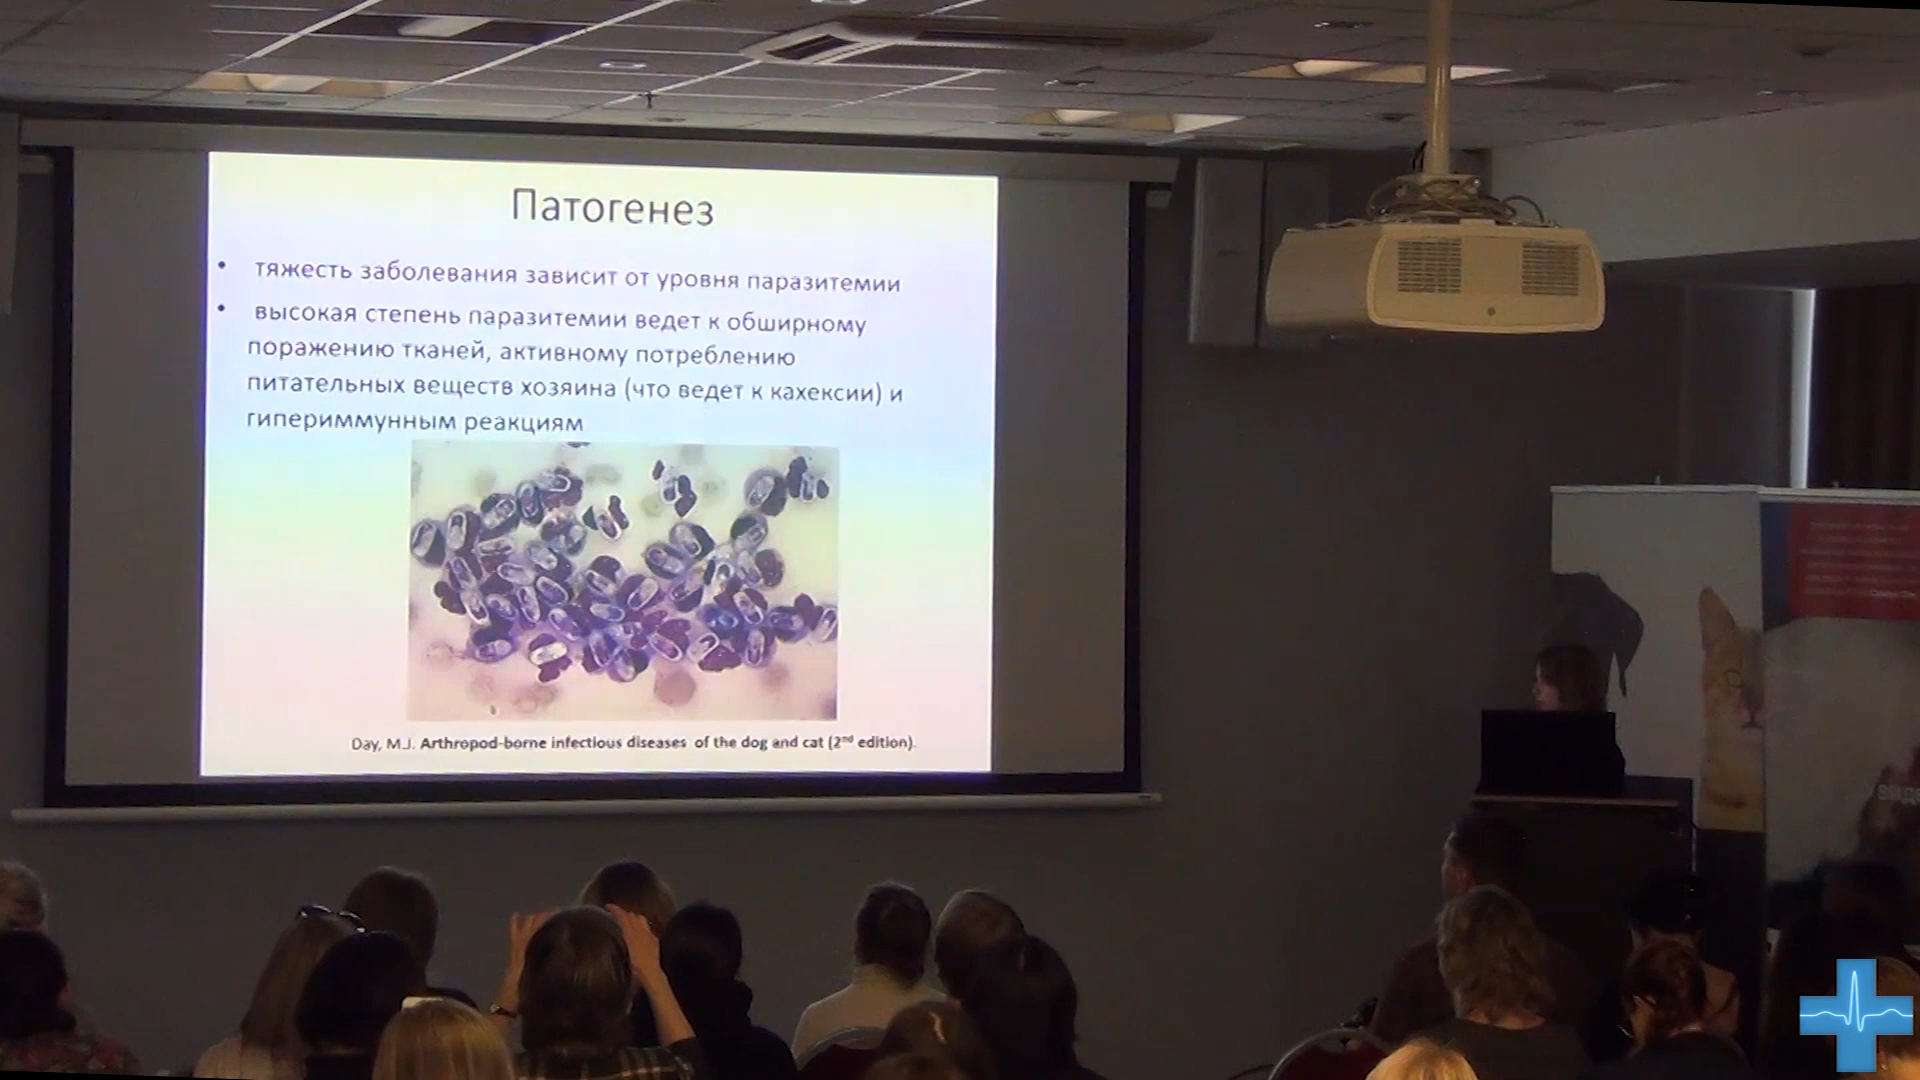 Патогенез
• тяжесть заболевания зависит от уровня паразитемии
• высокая степень паразитемии ведет к обширному
поражению тканей, активному потреблению
питательных веществ хозяина (что ведет к кахексии) и
гипериммунным реакциям
Day, M.J. Arthropod-borne infectious diseases of the dog and cat (2nd edition).